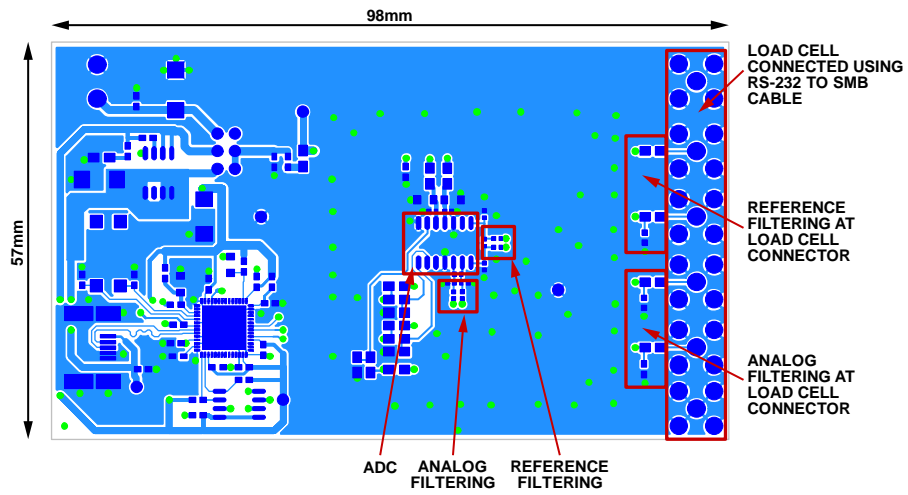 98mm
57mm
LOAD CELL
CONNECTED USING
RS-232 TO SMB
CABLE
REFERENCE
FILTERING AT
LOAD CELL
CONNECTOR
ANALOG
FILTERING AT
LOAD CELL
CONNECTOR
ADC
ANALOG
FILTERING
REFERENCE
FILTERING